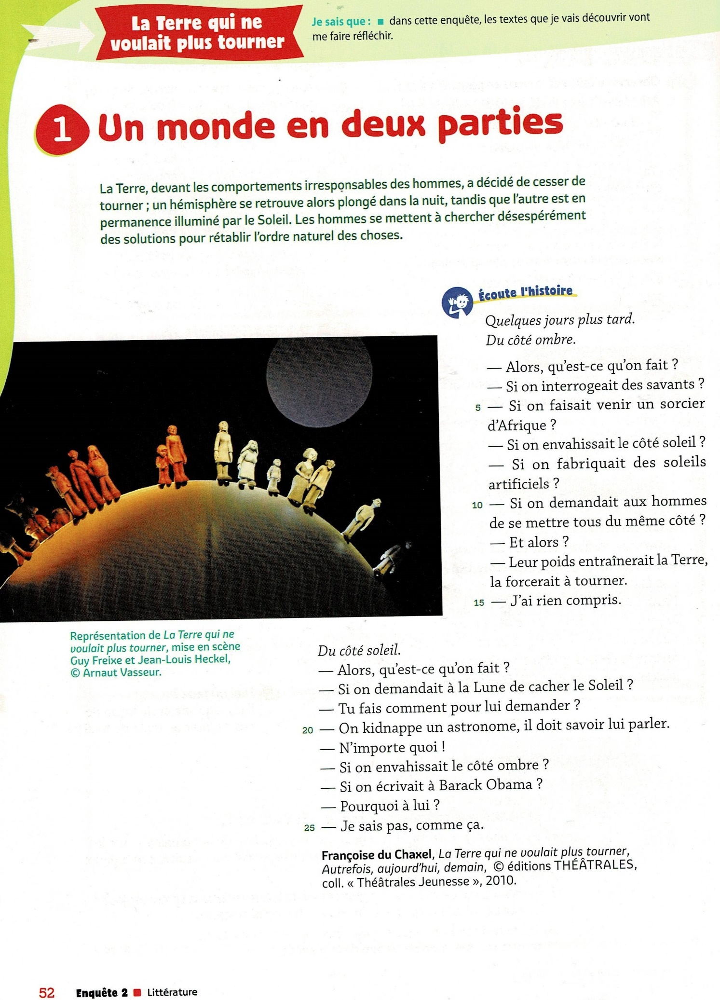 La Terre qui ne
voulait plus tourner
Je sais que : ■ dans cette enquête, les textes que je vais découvrir vont
me faire réfléchir.
1 Un monde en deux parties
La Terre, devant les comportements irresponsables des hommes, a décidé de cesser de
tourner ; un hémisphère se retrouve alors plongé dans la nuit, tandis que l'autre est en
permanence illuminé par le Soleil. Les hommes se mettent à chercher désespérément
des solutions pour rétablir l'ordre naturel des choses.
Écoute l'histoire
Quelques jours plus tard.
Du côté ombre.
— Alors, qu'est-ce qu'on fait ?
— Si on interrogeait des savants ?
5 — Si on faisait venir un sorcier
d'Afrique ?
— Si on envahissait le côté soleil ?
— Si on fabriquait des soleils
artificiels ?
10 — Si on demandait aux hommes
de se mettre tous du même côté ?
— Et alors ?
— Leur poids entraînerait la Terre,
la forcerait à tourner.
15 — J'ai rien compris.
Représentation de La Terre qui ne
voulait plus tourner, mise en scène
Guy Freixe et Jean-Louis Heckel,
© Arnaut Vasseur.
Du côté soleil.
— Alors, qu'est-ce qu'on fait ?
— Si on demandait à la Lune de cacher le Soleil ?
— Tu fais comment pour lui demander ?
20 — On kidnappe un astronome, il doit savoir lui parler.
— N'importe quoi !
— Si on envahissait le côté ombre ?
— Si on écrivait à Barack Obama ?
— Pourquoi à lui ?
25 — Je sais pas, comme ça.
Françoise du Chaxel, La Terre qui ne voulait plus tourner,
Autrefois, aujourd'hui, demain, © éditions THÉÂTRALES,
coll. « Théâtrales Jeunesse », 2010.
52 Enquête 2 ■ Littérature